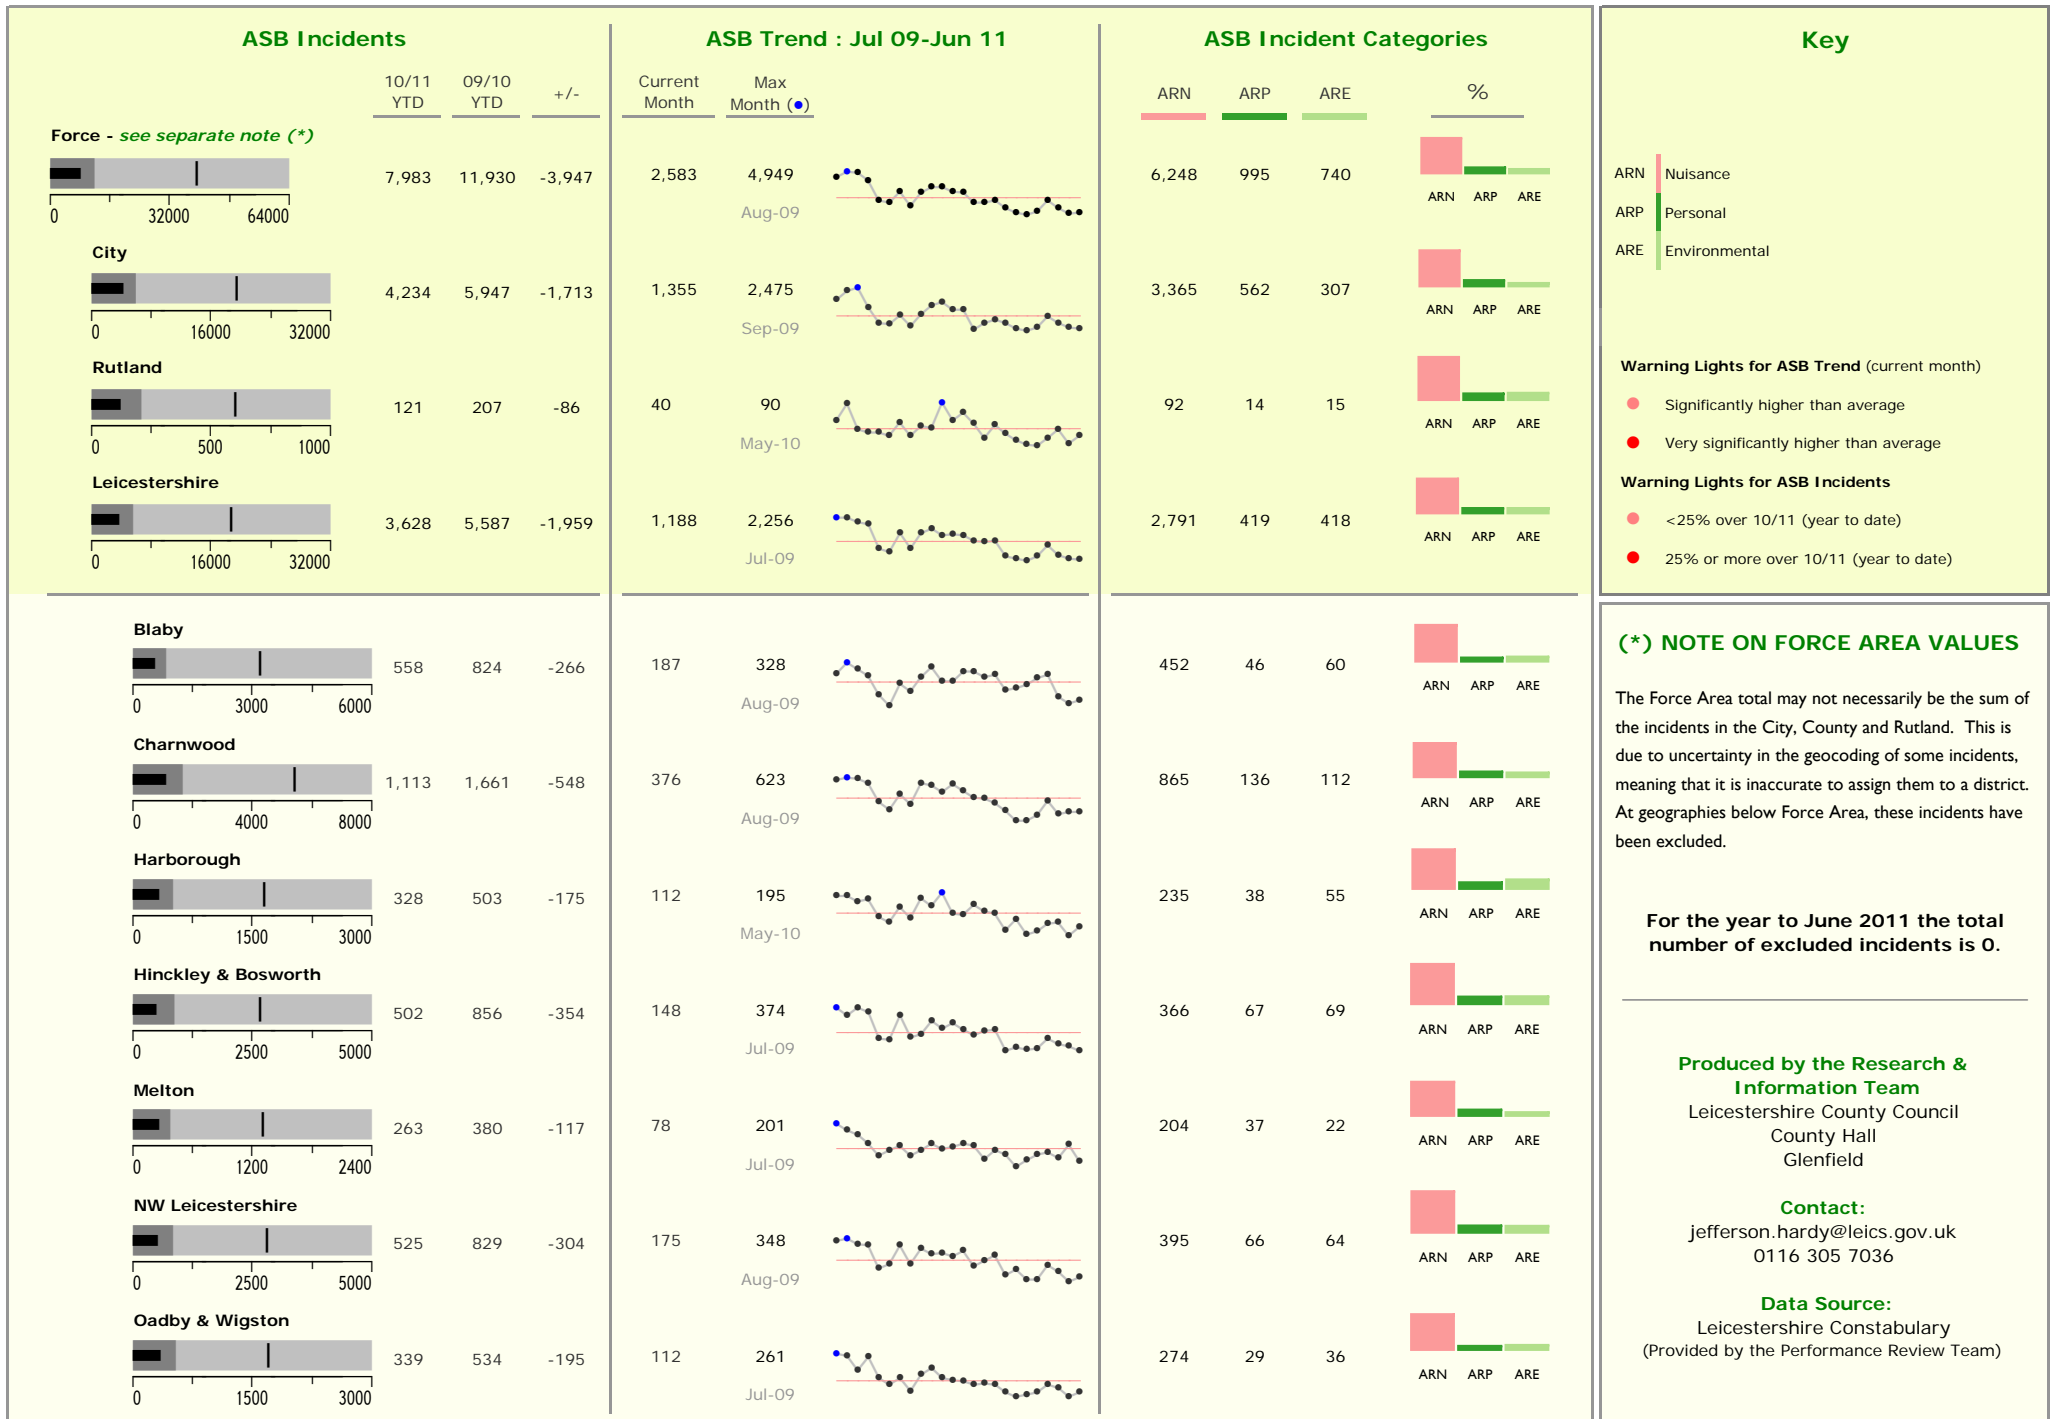 ASB Incidents
10/11 YTD 09/10 YTD +/-
ASB Trend : Jul 09-Jun 11
Current Month Max Month (●)
ASB Incident Categories
ARN ARP ARE %
Force - see separate note (*)
0 32000 64000
7,983 11,930 -3,947 2,583 4,949
Aug-09
6,248 995 740
ARN ARP ARE
City
0 16000 32000
4,234 5,947 -1,713 1,355 2,475
Sep-09
3,365 562 307
ARN ARP ARE
Rutland
0 500 1000
121 207 -86 40 90
May-10
92 14 15
ARN ARP ARE
Leicestershire
0 16000 32000
3,628 5,587 -1,959 1,188 2,256
Jul-09
2,791 419 418
ARN ARP ARE
Blaby
0 3000 6000
558 824 -266 187 328
Aug-09
452 46 60
ARN ARP ARE
Charnwood
0 4000 8000
1,113 1,661 -548 376 623
Aug-09
865 136 112
ARN ARP ARE
Harborough
0 1500 3000
328 503 -175 112 195
May-10
235 38 55
ARN ARP ARE
Hinckley & Bosworth
0 2500 5000
502 856 -354 148 374
Jul-09
366 67 69
ARN ARP ARE
Melton
0 1200 2400
263 380 -117 78 201
Jul-09
204 37 22
ARN ARP ARE
NW Leicestershire
0 2500 5000
525 829 -304 175 348
Aug-09
395 66 64
ARN ARP ARE
Oadby & Wigston
0 1500 3000
339 534 -195 112 261
Jul-09
274 29 36
ARN ARP ARE
Key
ARN Nuisance
ARP Personal
ARE Environmental
Warning Lights for ASB Trend (current month)
Significantly higher than average
Very significantly higher than average
Warning Lights for ASB Incidents
<25% over 10/11 (year to date)
25% or more over 10/11 (year to date)
(*) NOTE ON FORCE AREA VALUES
The Force Area total may not necessarily be the sum of
the incidents in the City, County and Rutland. This is
due to uncertainty in the geocoding of some incidents,
meaning that it is inaccurate to assign them to a district.
At geographies below Force Area, these incidents have
been excluded.
For the year to June 2011 the total
number of excluded incidents is 0.
Produced by the Research &
Information Team
Leicestershire County Council
County Hall
Glenfield
Contact:
jefferson.hardy@leics.gov.uk
0116 305 7036
Data Source:
Leicestershire Constabulary
(Provided by the Performance Review Team)